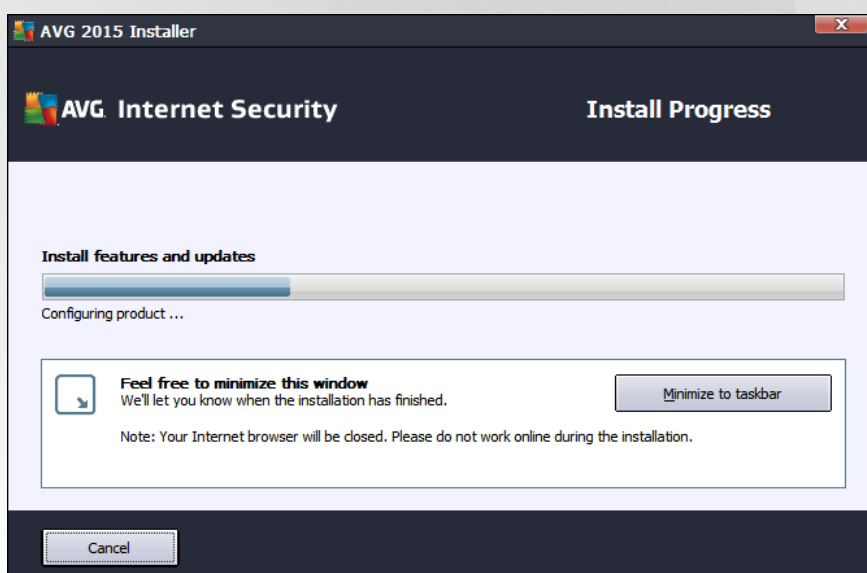 AVG 2015 Installer
AVG. Internet Security
Install Progress
Install features and updates
Configuring product ...
Feel free to minimize this window
We'll let you know when the installation has finished.
Minimize to taskbar
Note: Your Internet browser will be closed. Please do not work online during the installation.
Cancel